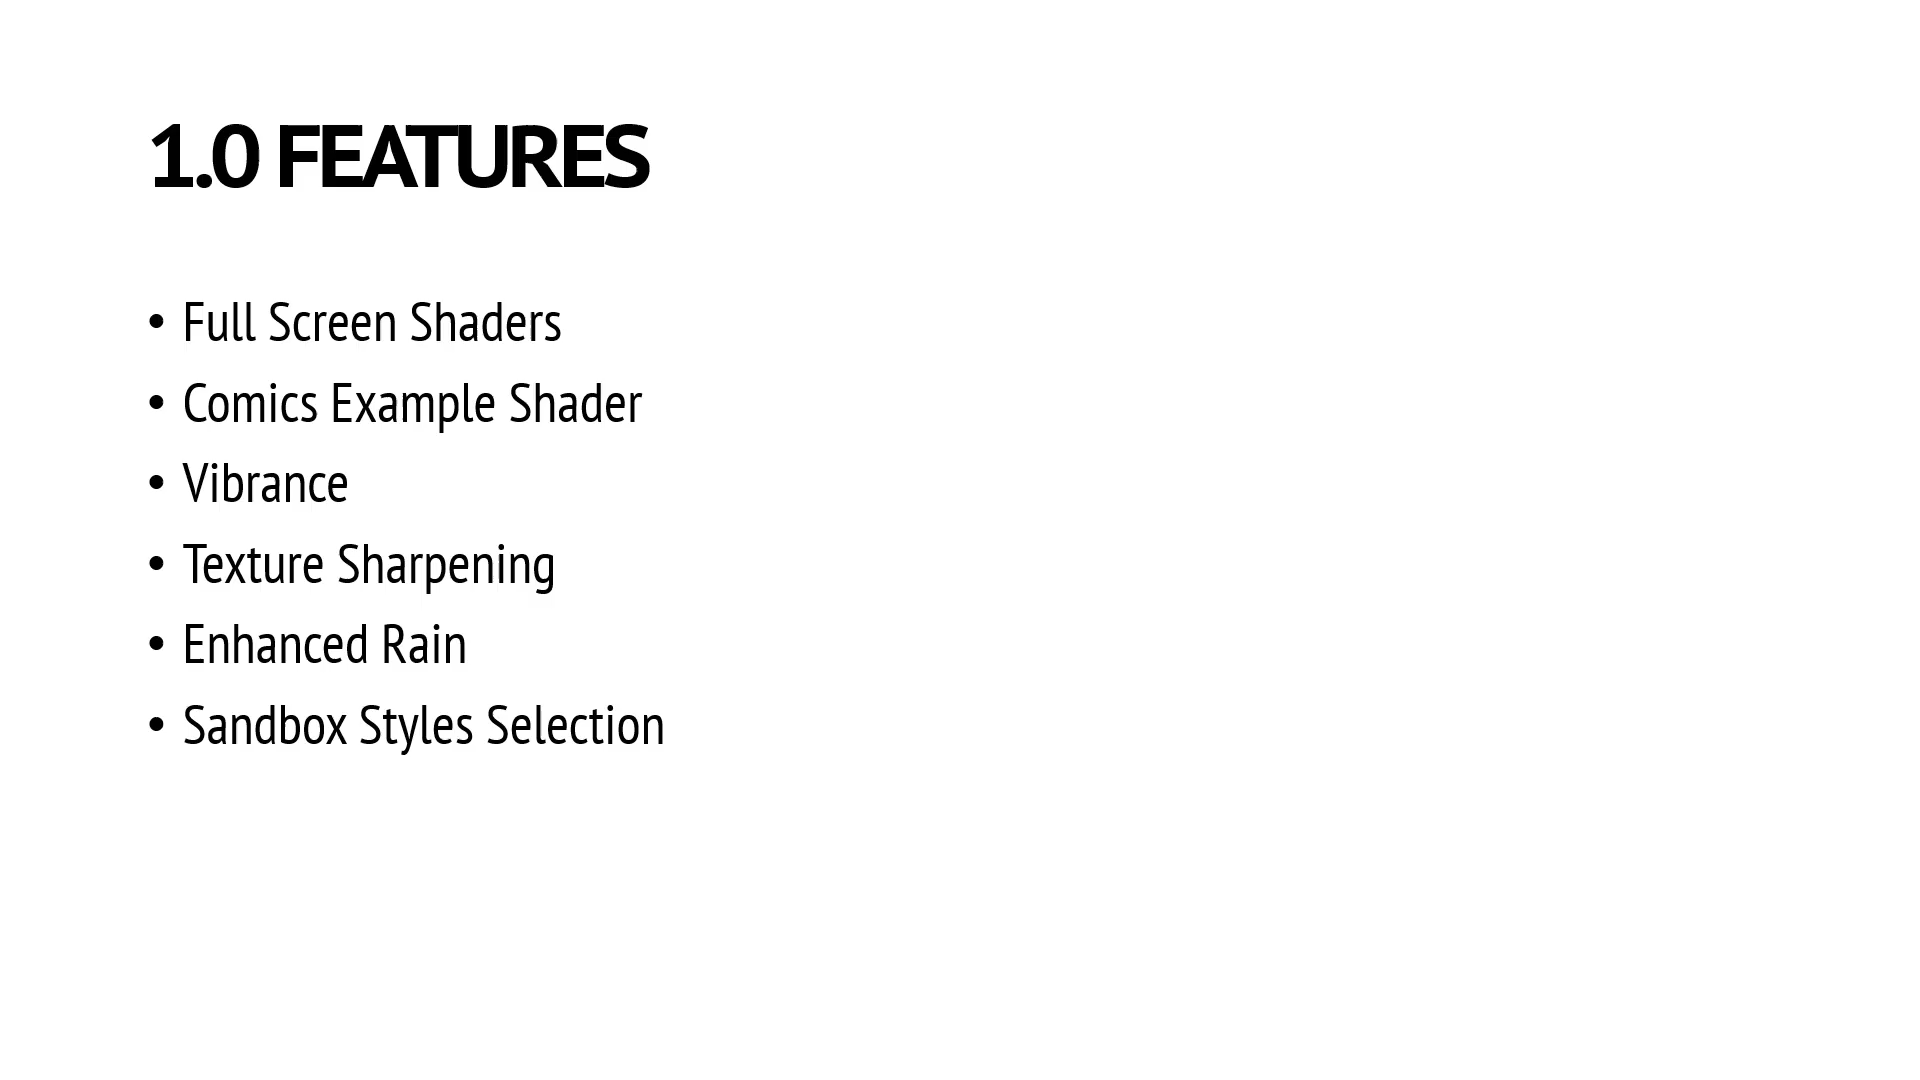 1.0 FEATURES
• Full Screen Shaders
• Comics Example Shader
• Vibrance
• Texture Sharpening
• Enhanced Rain
• Sandbox Styles Selection